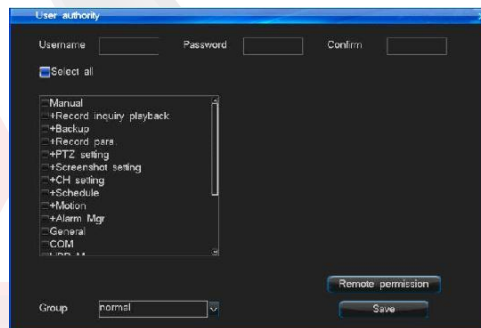 User authority
Username Password Confirm
Select all
Manual
+Record inquiry playback
+Backup
+Record para.
+PTZ setting
+Screenshot setting
+CH setting
+Schedule
+Motion
+Alarm Mgr
General
COM
Remote permission
Group normal Save